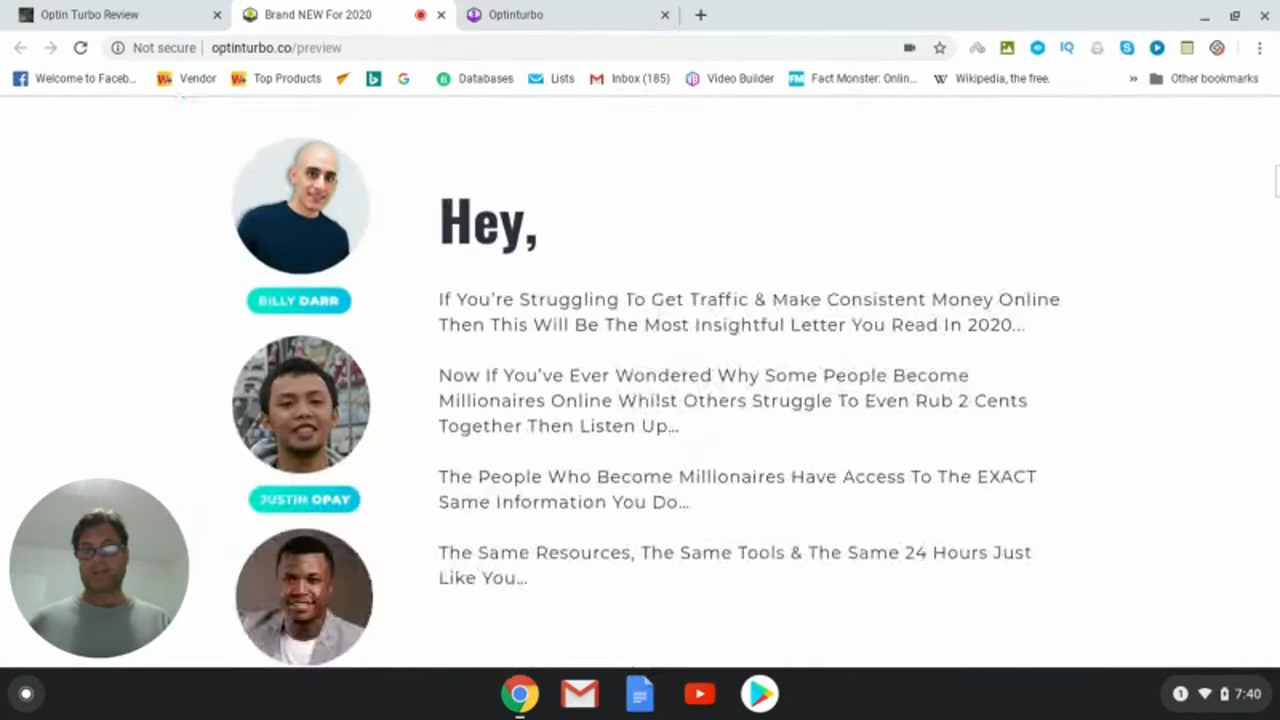 Optin Turbo Review
Brand NEW For 2020
Optinturbo
Not secure
optinturbo.co/preview
IQ
Welcome to Faceb...
Vendor
Top Products
Databases
Lists
Inbox (185)
Video Builder
FM
Fact Monster: Onlin...
W
Wikipedia, the free.
»
Other bookmarks
Hey,
BILLY DARR
If You're Struggling To Get Traffic & Make Consistent Money Online
Then This Will Be The Most Insightful Letter You Read In 2020...
Now If You've Ever Wondered Why Some People Become
Millionaires Online Whilst Others Struggle To Even Rub 2 Cents
Together Then Listen Up...
JUSTIN OPAY
The People Who Become Millionaires Have Access To The EXACT
Same Information You Do...
The Same Resources, The Same Tools & The Same 24 Hours Just
Like You...
1
7:40